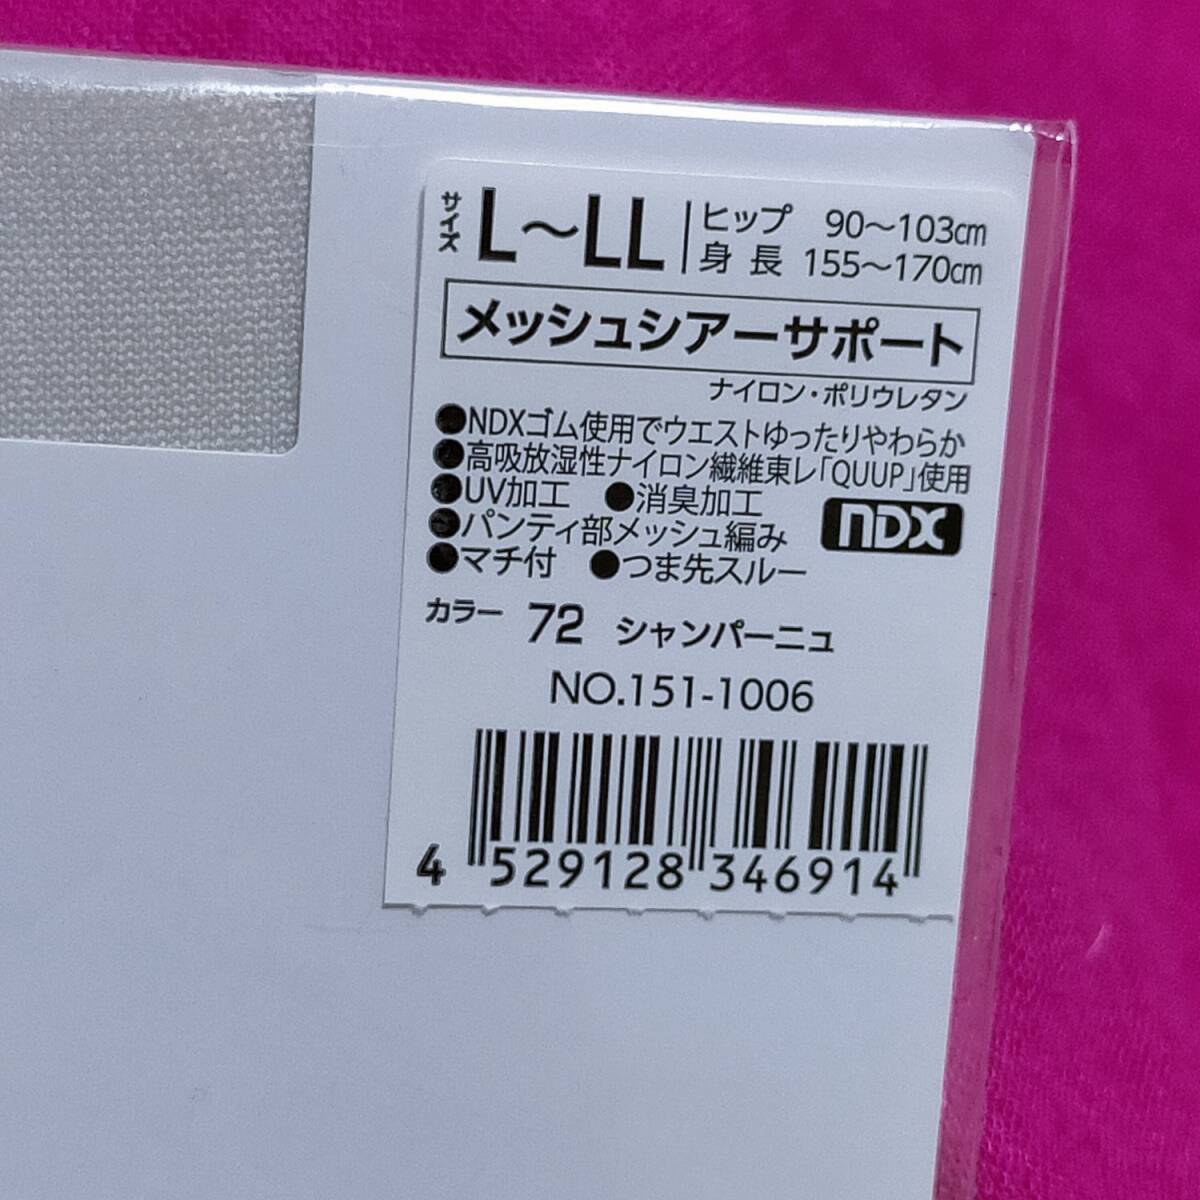 サイズ L～LL ヒップ 90～103㎝
身長 155～170㎝
メッシュシアーサポート
ナイロン・ポリウレタン
●NDXゴム使用でウエストゆったりやわらか
●高吸放湿性ナイロン繊維東レ「QUUP」使用
●UV加工 ●消臭加工
●パンティ部メッシュ編み
NDX
●マチ付 ●つま先スルー
カラー 72 シャンパーニュ
NO.151-1006
4 529128 346914